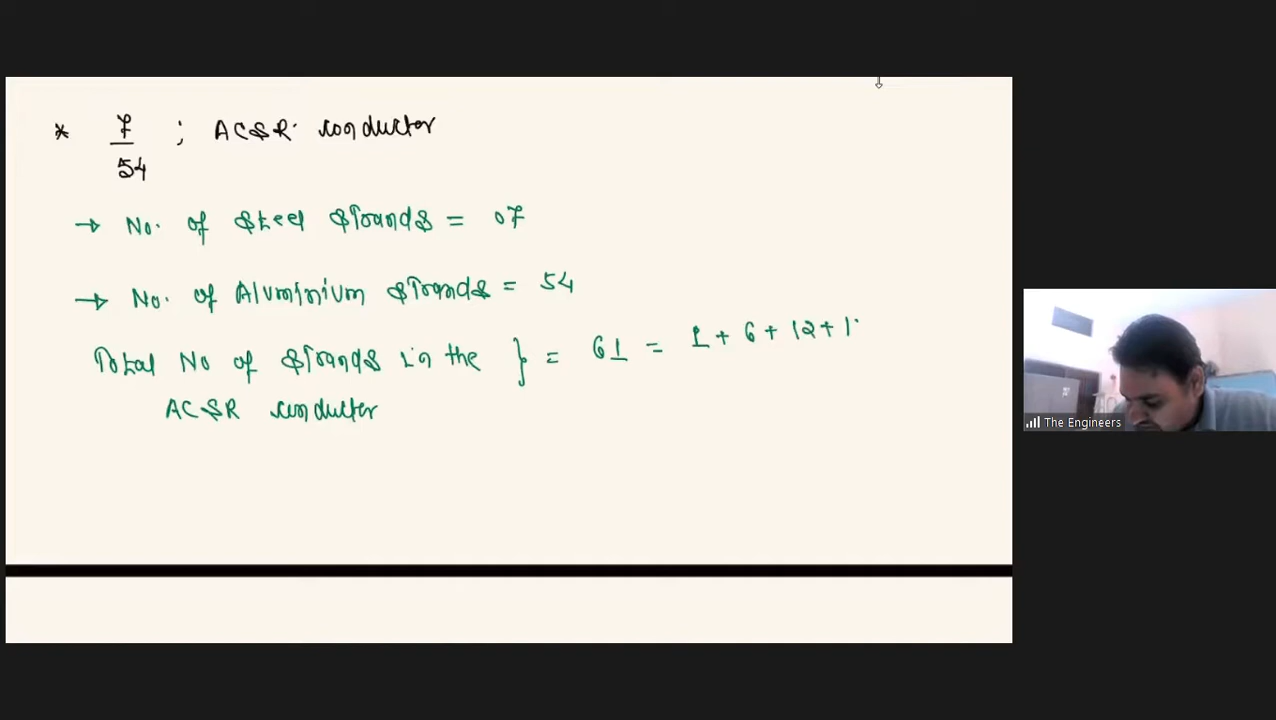 * 7/54 ; ACSR conductor
→ No. of Steel Strands = 07
→ No. of Aluminium Strands = 54
Total No of Strands in the } = 61 = 1 + 6 + 12 + 1
ACSR conductor
The Engineers